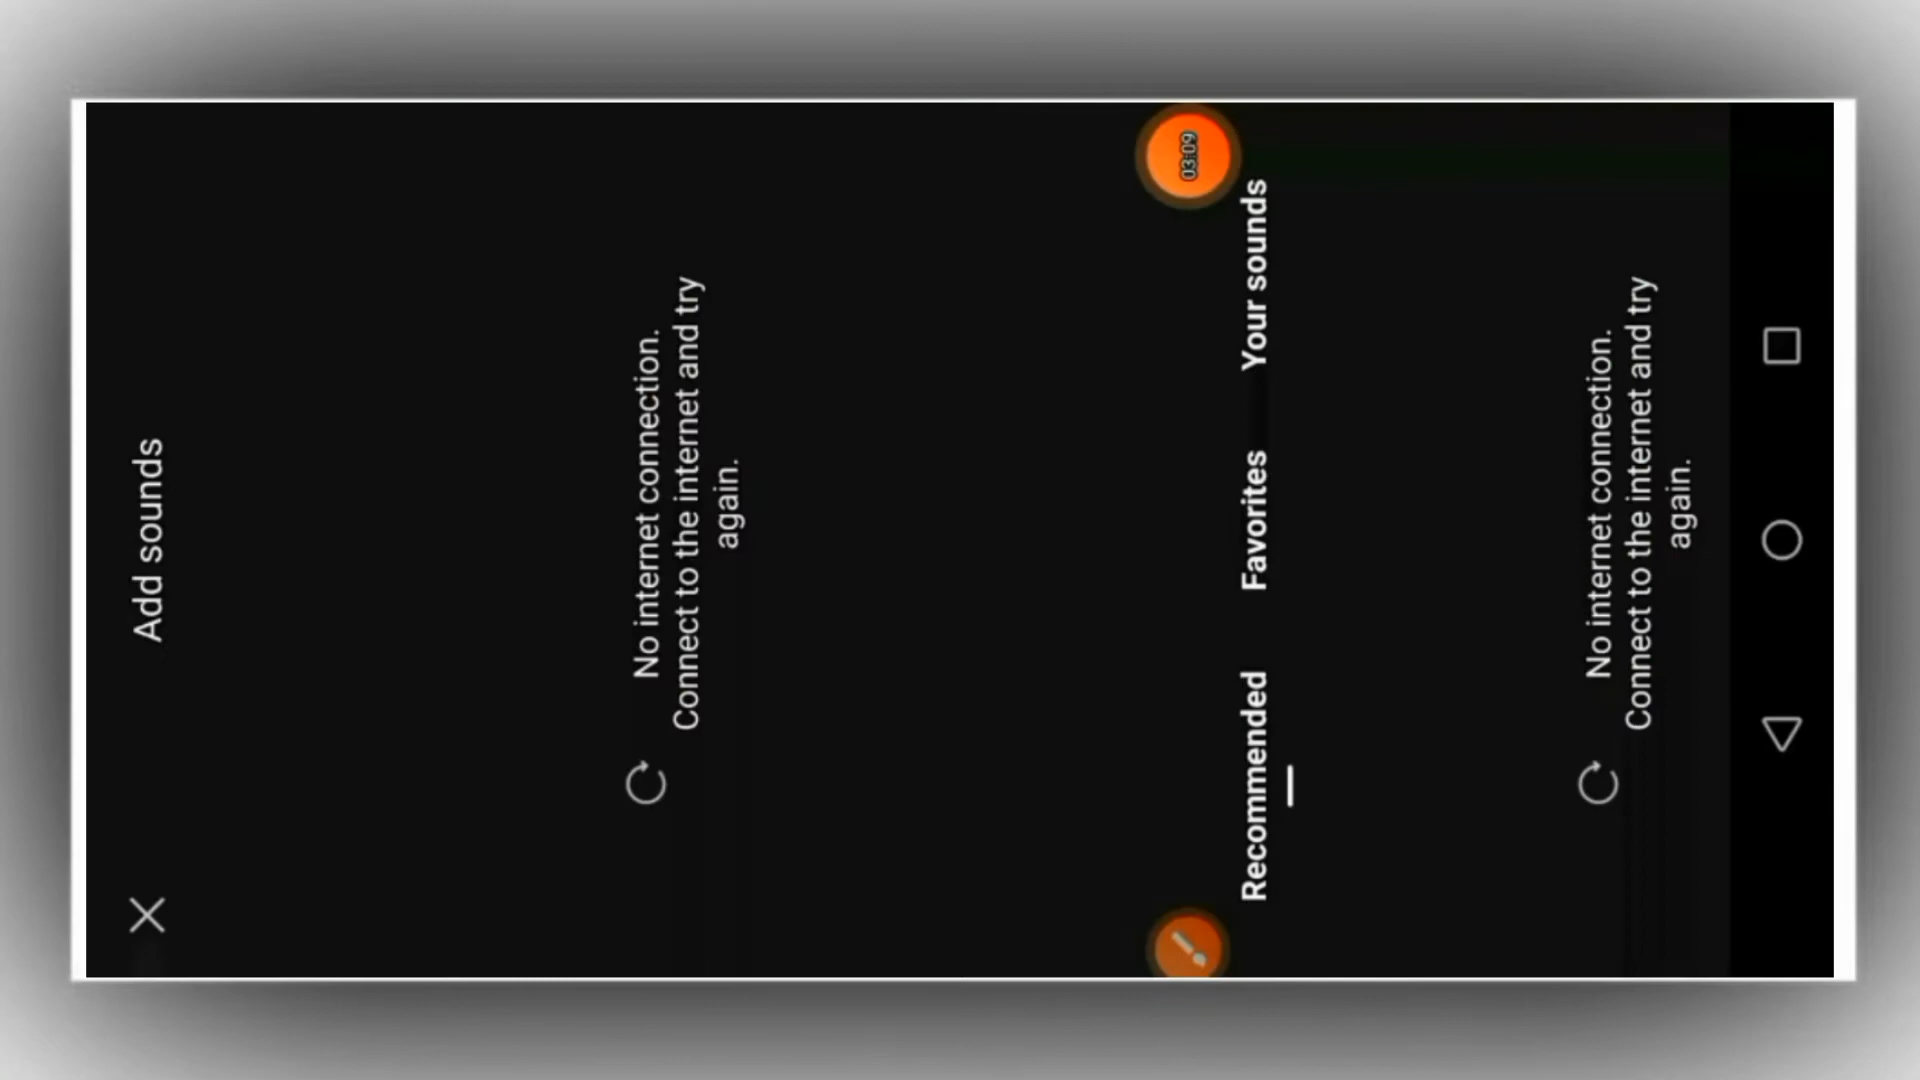 Add sounds
No internet connection.
Connect to the internet and try
again.
03:09
Recommended
Favorites
Your sounds
No internet connection.
Connect to the internet and try
again.